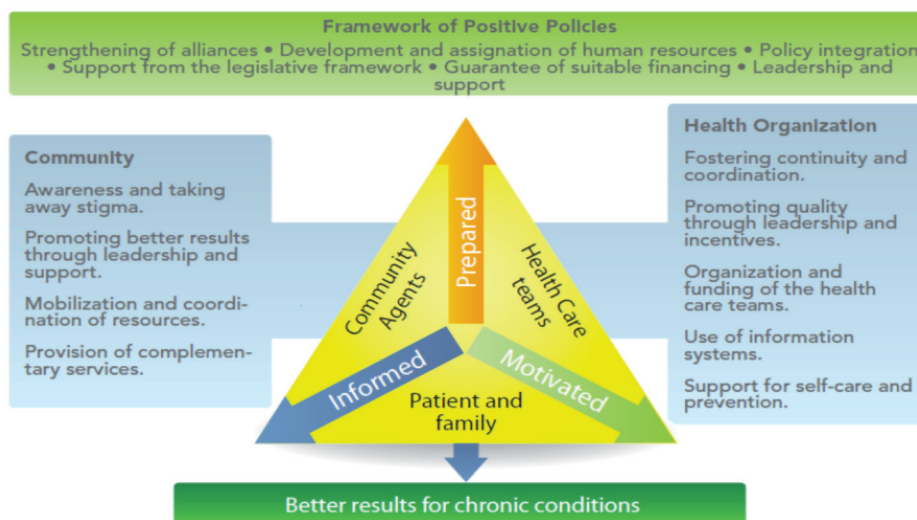 Framework of Positive Policies
Strengthening of alliances • Development and assignation of human resources • Policy integration
• Support from the legislative framework • Guarantee of suitable financing • Leadership and
support
Community
Awareness and taking
away stigma.
Promoting better results
through leadership and
support.
Mobilization and coordi-
nation of resources.
Provision of complemen-
tary services.
Prepared
Community
Agents
Health Care
teams
Informed
Motivated
Patient and
family
Health Organization
Fostering continuity and
coordination.
Promoting quality
through leadership and
incentives.
Organization and
funding of the health
care teams.
Use of information
systems.
Support for self-care and
prevention.
Better results for chronic conditions